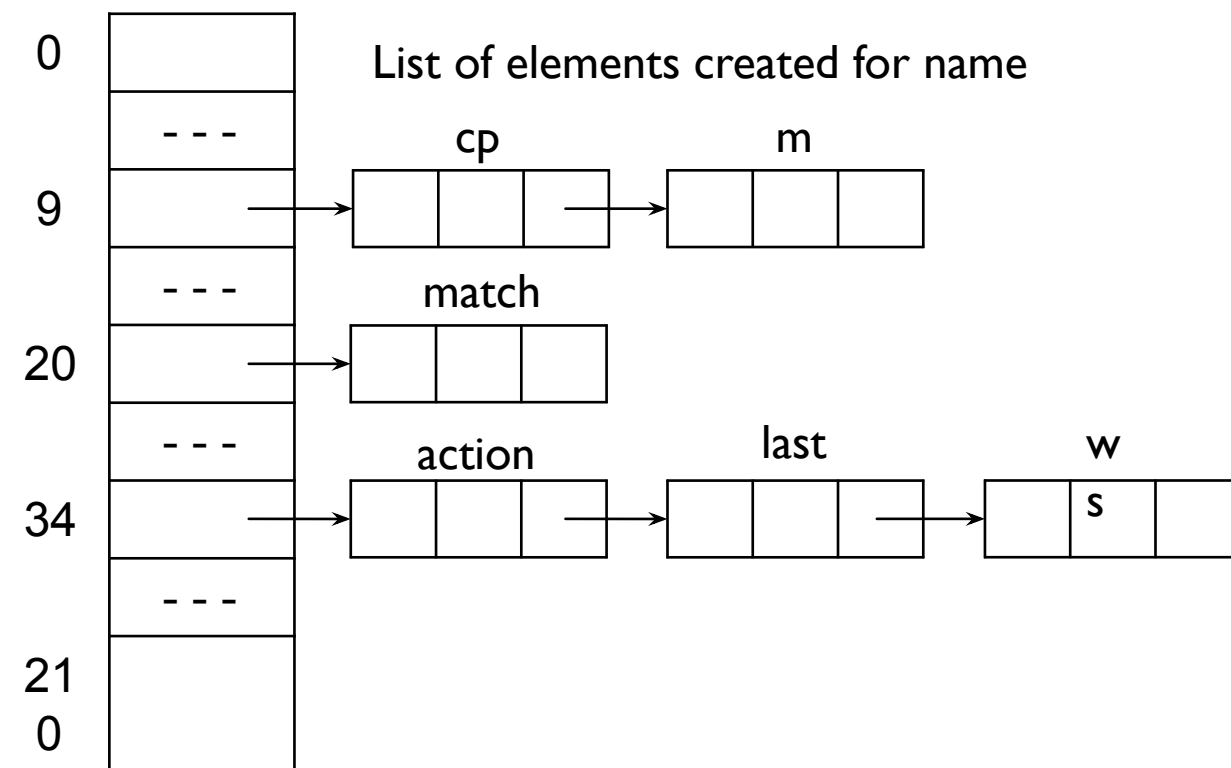 0
List of elements created for name
- - -
cp m
9
- - -
match
20
- - -
action last w
s
34
- - -
21
0